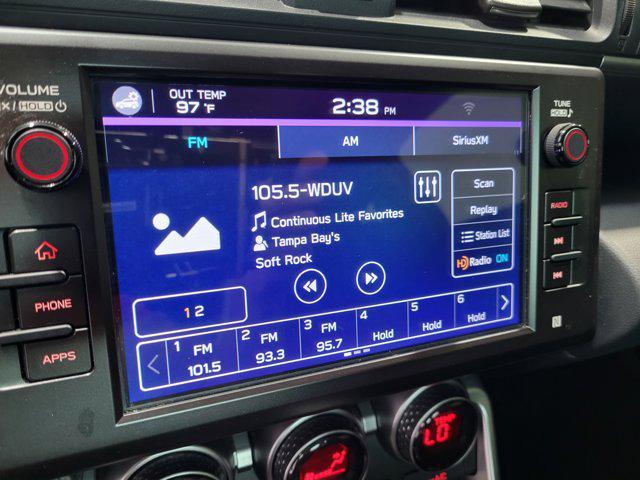 VOLUME
HOLD
OUT TEMP
97 °F
2:38 PM
TUNE
HOLD
FM
AM
SiriusXM
105.5-WDUV
Continuous Lite Favorites
Tampa Bay's
Soft Rock
Scan
Replay
Station List
HD Radio ON
1 2
1 FM 101.5
2 FM 93.3
3 FM 95.7
4 Hold
5 Hold
6 Hold
PHONE
APPS
RADIO
LO